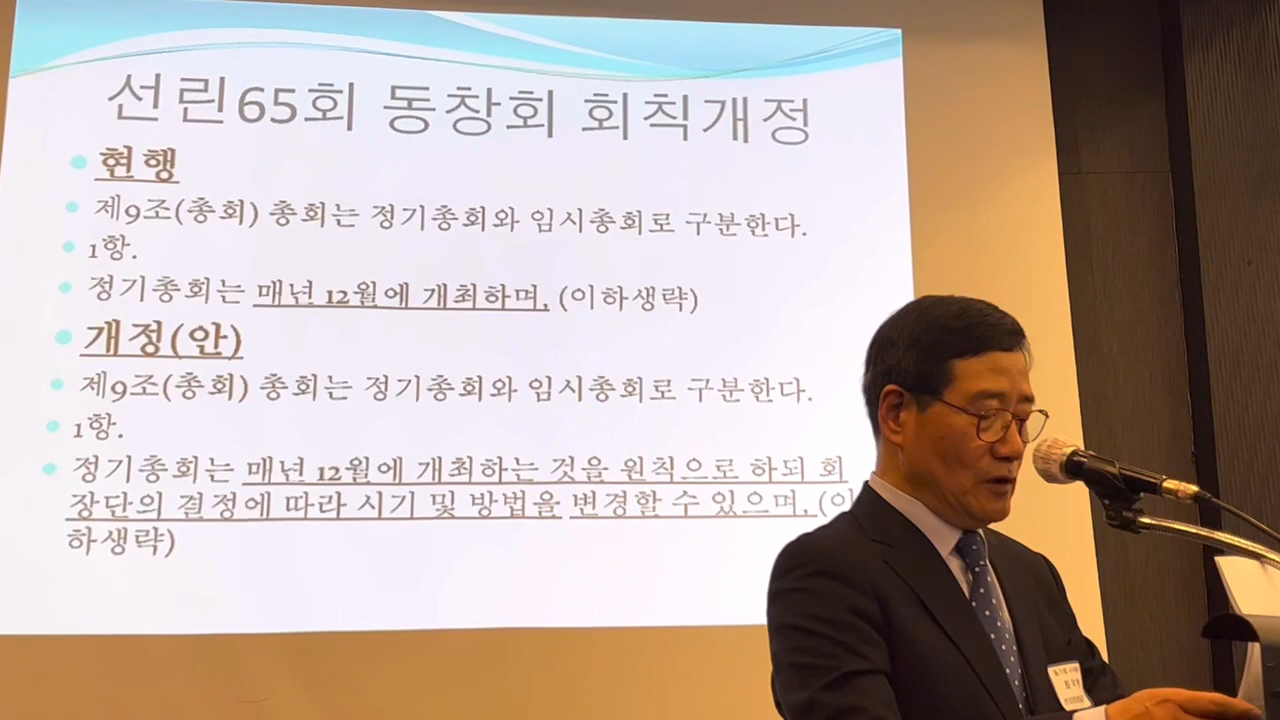 선린65회 동창회 회칙개정
현행
제9조(총회) 총회는 정기총회와 임시총회로 구분한다.
1항.
정기총회는 매년 12월에 개최하며, (이하생략)
개정(안)
제9조(총회) 총회는 정기총회와 임시총회로 구분한다.
1항.
정기총회는 매년 12월에 개최하는 것을 원칙으로 하되 회
장단의 결정에 따라 시기 및 방법을 변경할 수 있으며, (이
하생략)